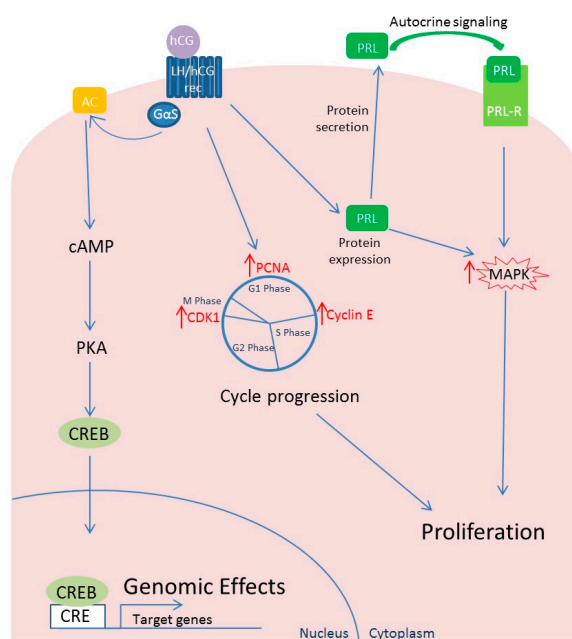 Autocrine signaling
hCG
PRL
LH/hCG
rec
PRL
PRL-R
AC
GαS
Protein
secretion
PRL
Protein
expression
cAMP
PCNA
MAPK
G1 Phase
M Phase
CDK1
Cyclin E
S Phase
G2 Phase
PKA
Cycle progression
CREB
Proliferation
CREB
CRE
Genomic Effects
Target genes
Nucleus
Cytoplasm